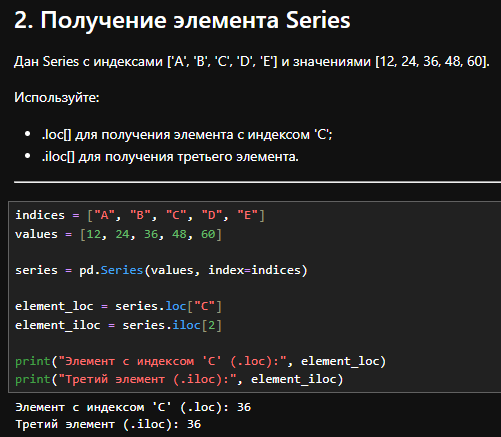 2. Получение элемента Series
Дан Series с индексами ['A', 'B', 'C', 'D', 'E'] и значениями [12, 24, 36, 48, 60].
Используйте:
• .loc[] для получения элемента с индексом 'C';
• .iloc[] для получения третьего элемента.
indices = ["A", "B", "C", "D", "E"]
values = [12, 24, 36, 48, 60]
series = pd.Series(values, index=indices)
element_loc = series.loc["C"]
element_iloc = series.iloc[2]
print("Элемент с индексом 'C' (.loc):", element_loc)
print("Третий элемент (.iloc):", element_iloc)
Элемент с индексом 'C' (.loc): 36
Третий элемент (.iloc): 36